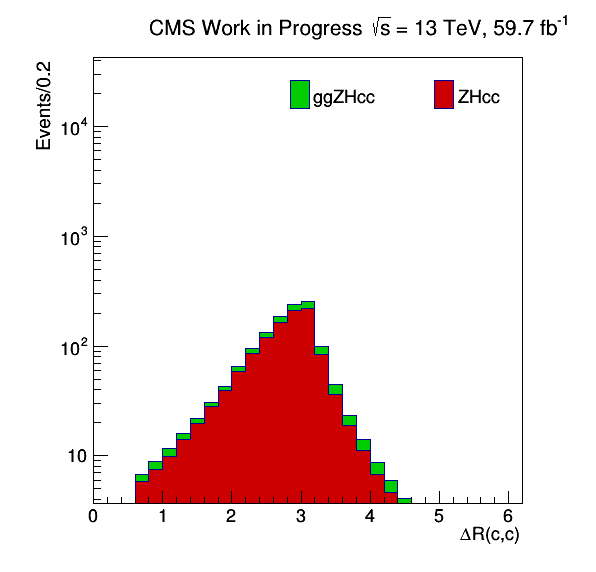 CMS Work in Progress √s = 13 TeV, 59.7 fb⁻¹
Events/0.2
ggZHcc ZHcc
10⁴
10³
10²
10
0 1 2 3 4 5 6
ΔR(c,c)